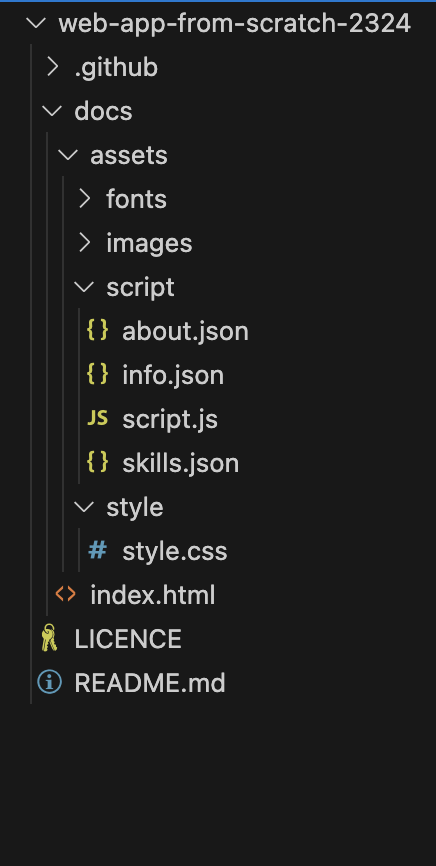 web-app-from-scratch-2324
.github
docs
assets
fonts
images
script
{} about.json
{} info.json
JS script.js
{} skills.json
style
# style.css
<> index.html
LICENCE
README.md